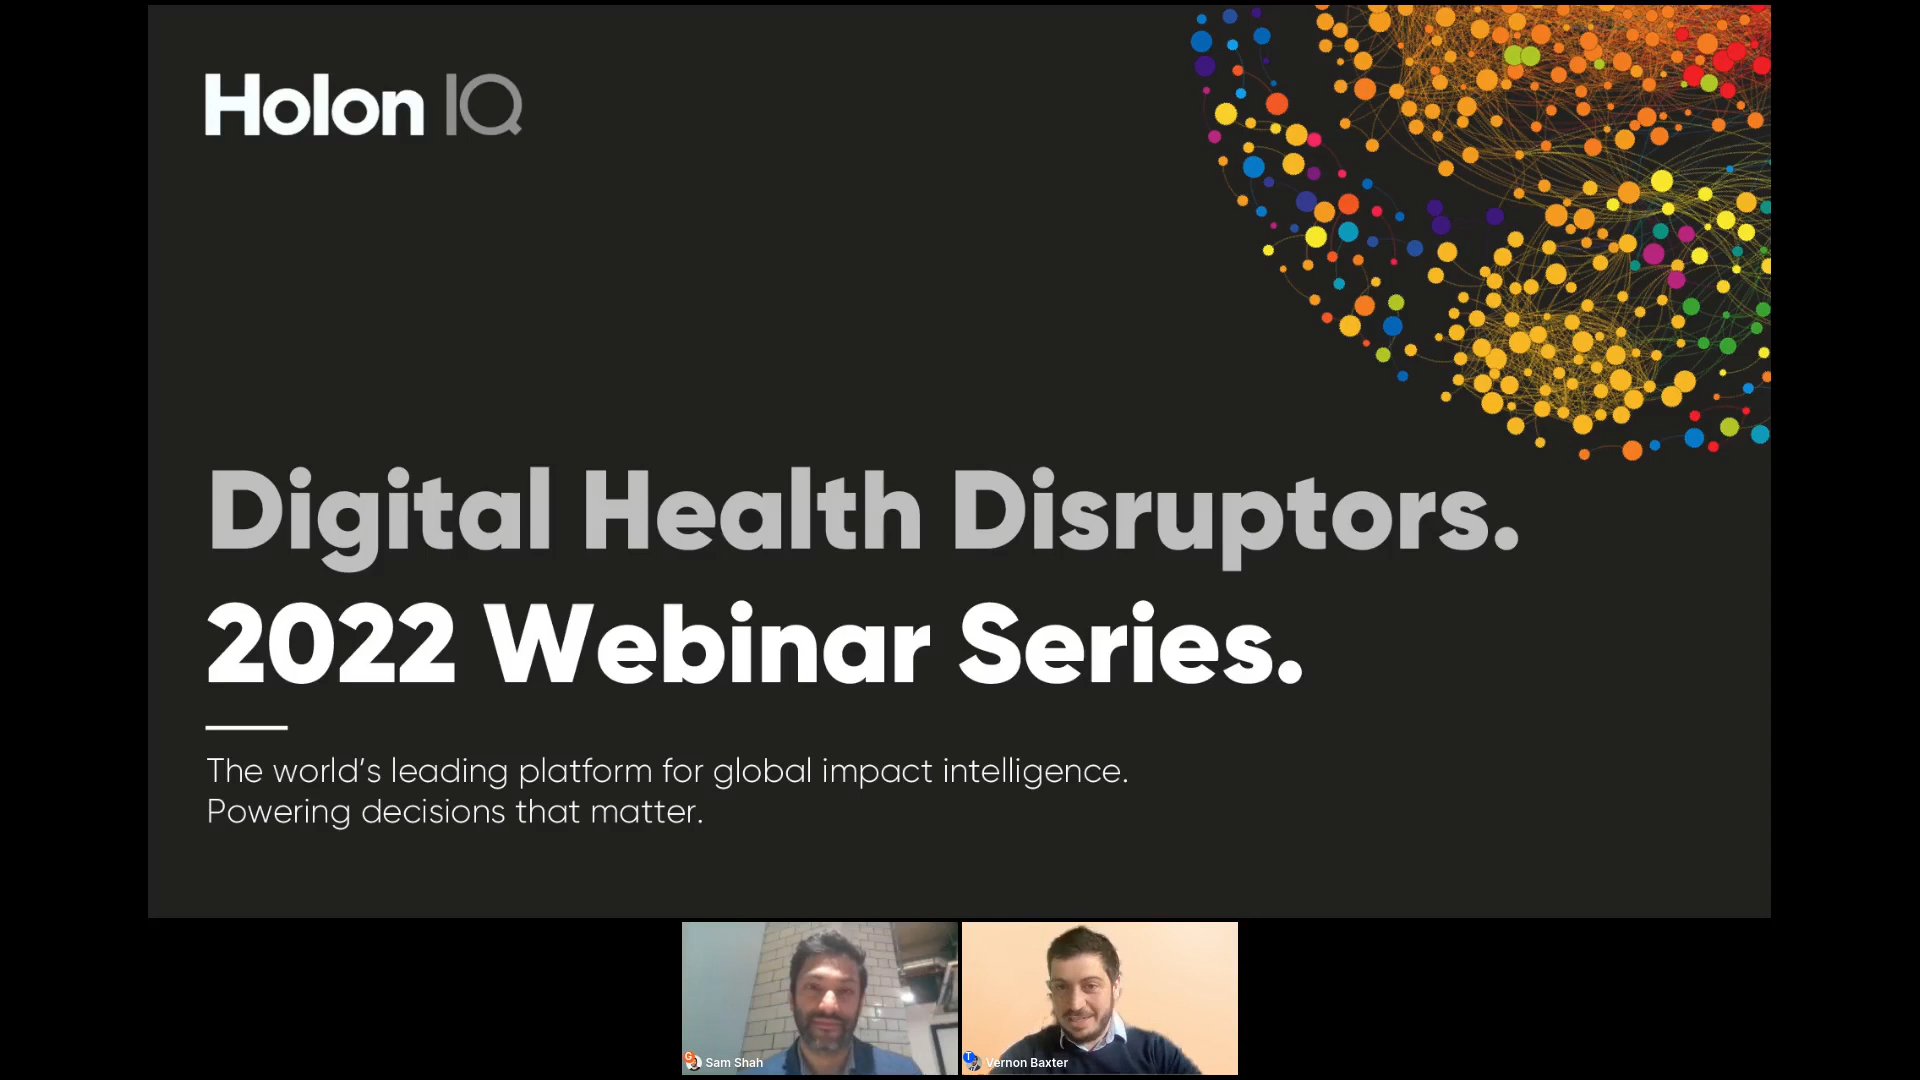 Holon IQ
Digital Health Disruptors.
2022 Webinar Series.
The world's leading platform for global impact intelligence.
Powering decisions that matter.
G
Sam Shah
T
Vernon Baxter